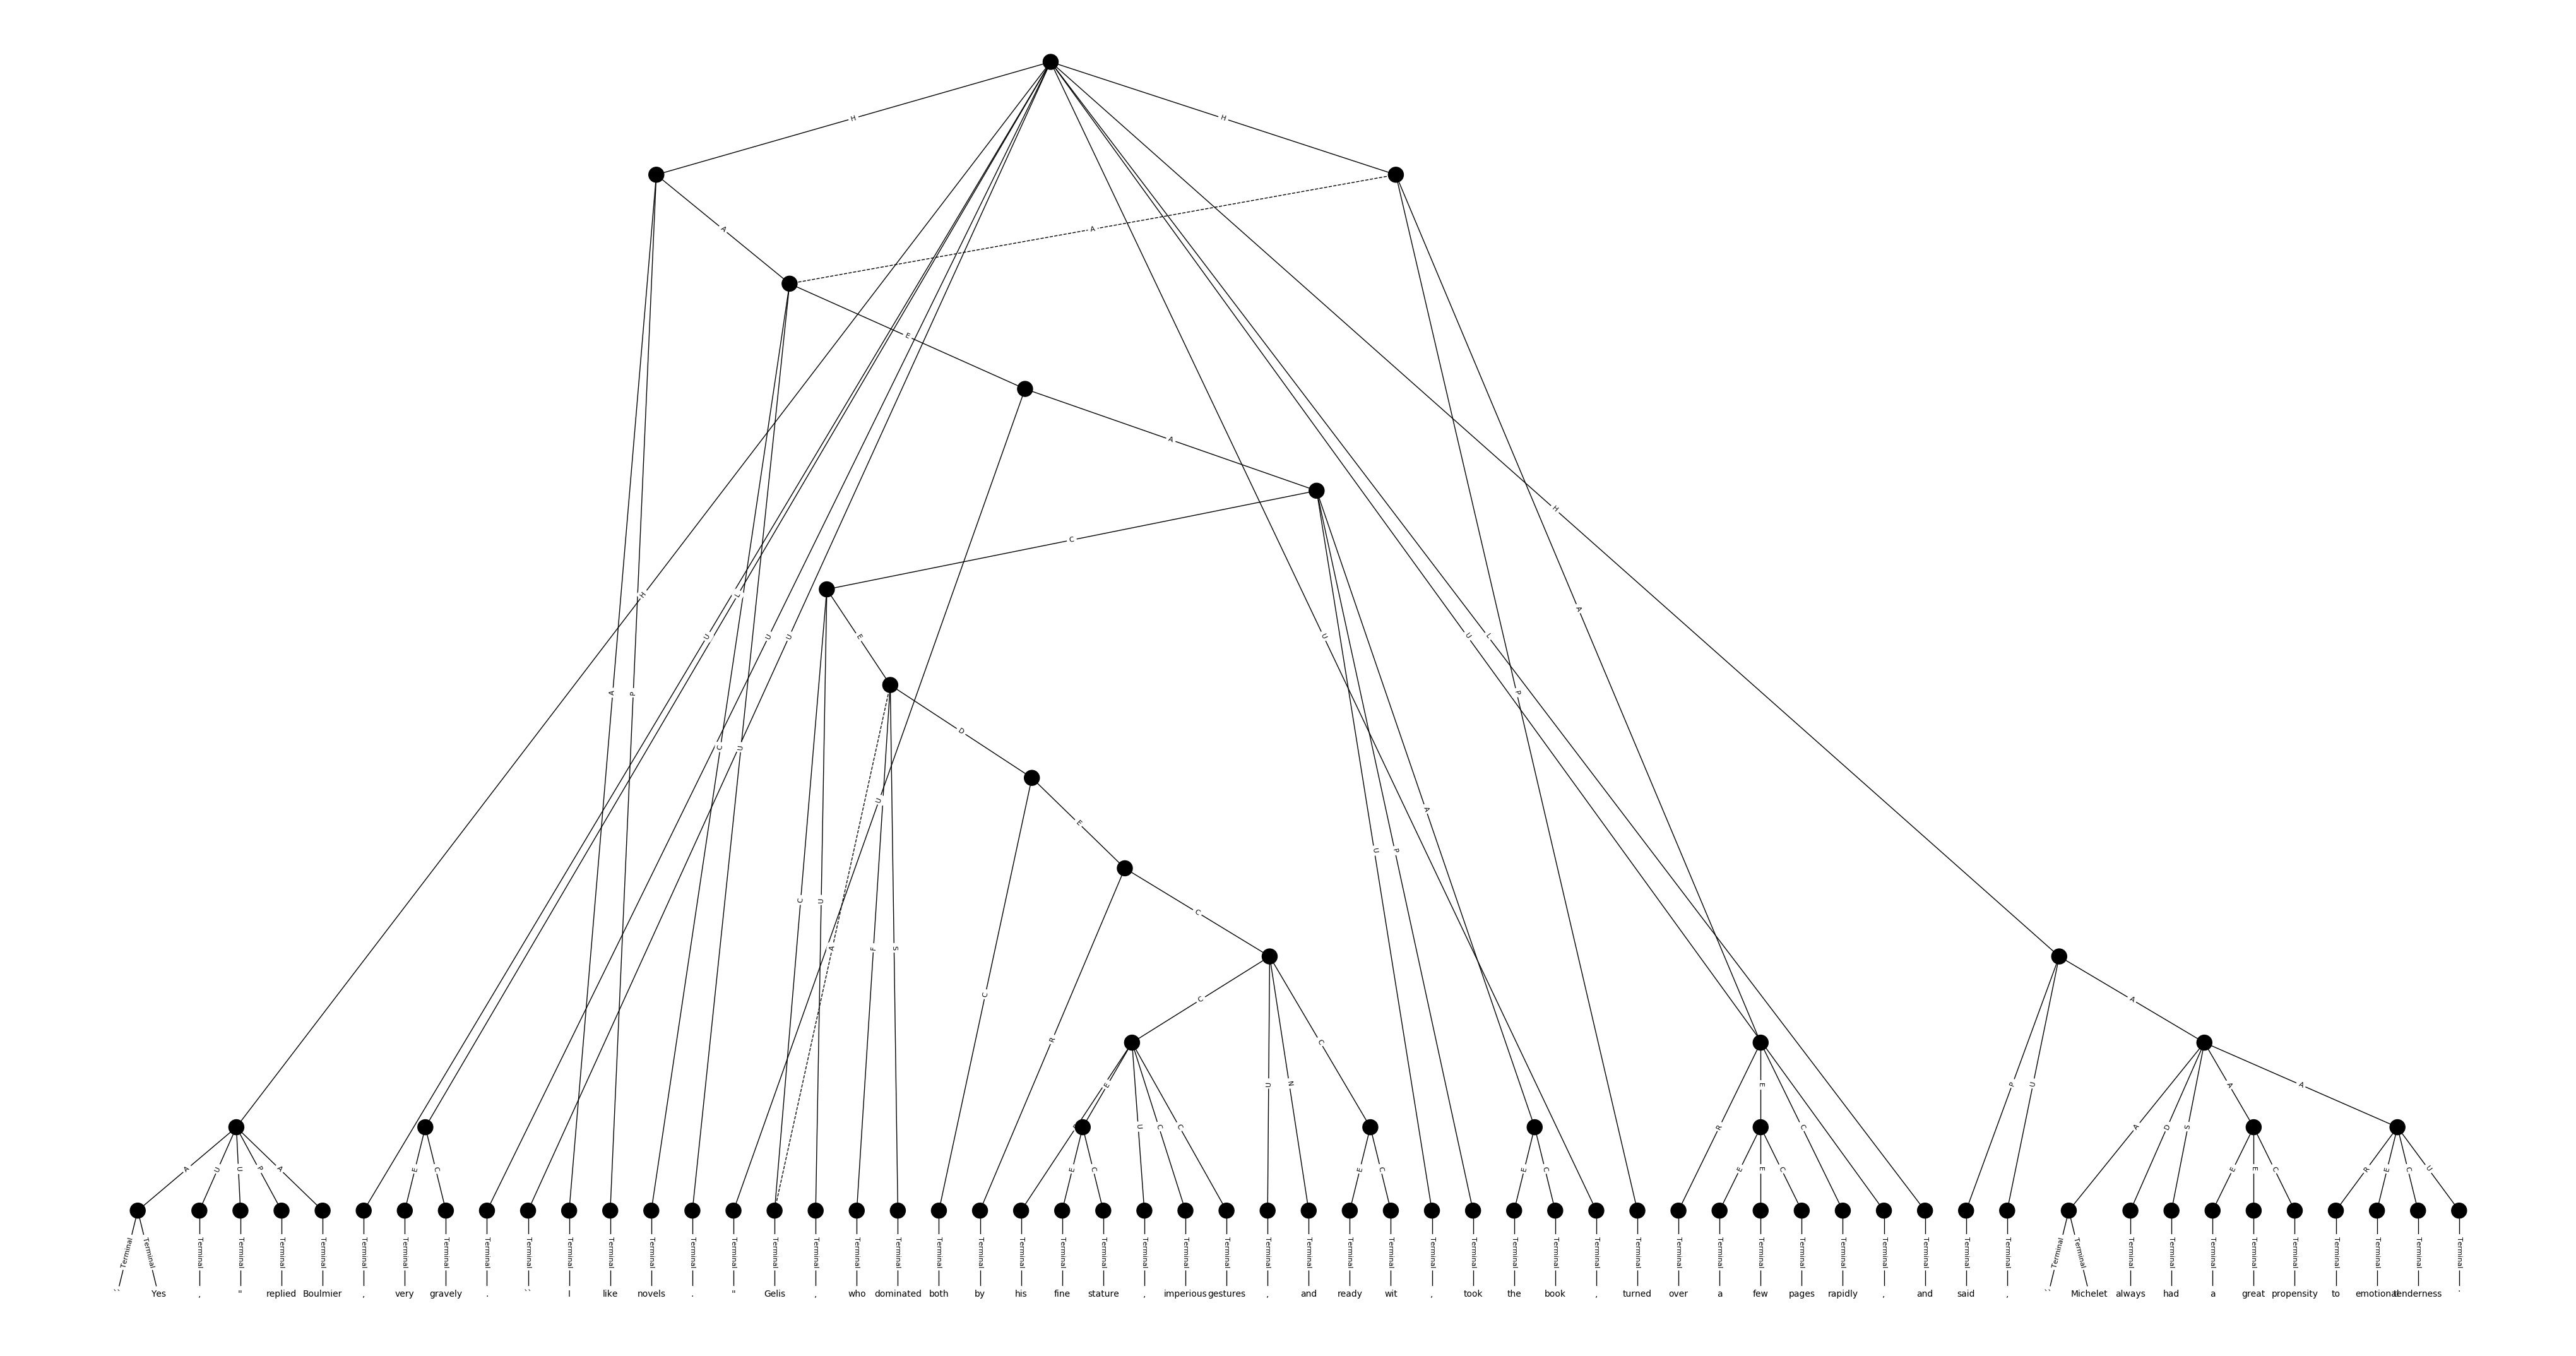 H H
A A
E
A H
C
H L U U U U U L
E A
A P C U D P
U E
C U A F S A
C U P
R C
C C A
E U C C U N C R E C P U A D S A A
A U U P A E C E C E C E C E E C E E C R E C U
Terminal Terminal Terminal Terminal Terminal Terminal Terminal Terminal Terminal Terminal Terminal Terminal Terminal Terminal Terminal Terminal Terminal Terminal Terminal Terminal Terminal Terminal Terminal Terminal Terminal Terminal Terminal Terminal Terminal Terminal Terminal Terminal Terminal Terminal Terminal Terminal Terminal Terminal Terminal Terminal Terminal Terminal Terminal Terminal Terminal Terminal Terminal Terminal Terminal Terminal Terminal Terminal Terminal Terminal Terminal Terminal Terminal Terminal
`` Yes , " replied Boulmier , very gravely . `` I like novels . " Gelis , who dominated both by his fine stature , imperious gestures , and ready wit , took the book , turned over a few pages rapidly , and said , `` Michelet always had a great propensity to emotional tenderness .